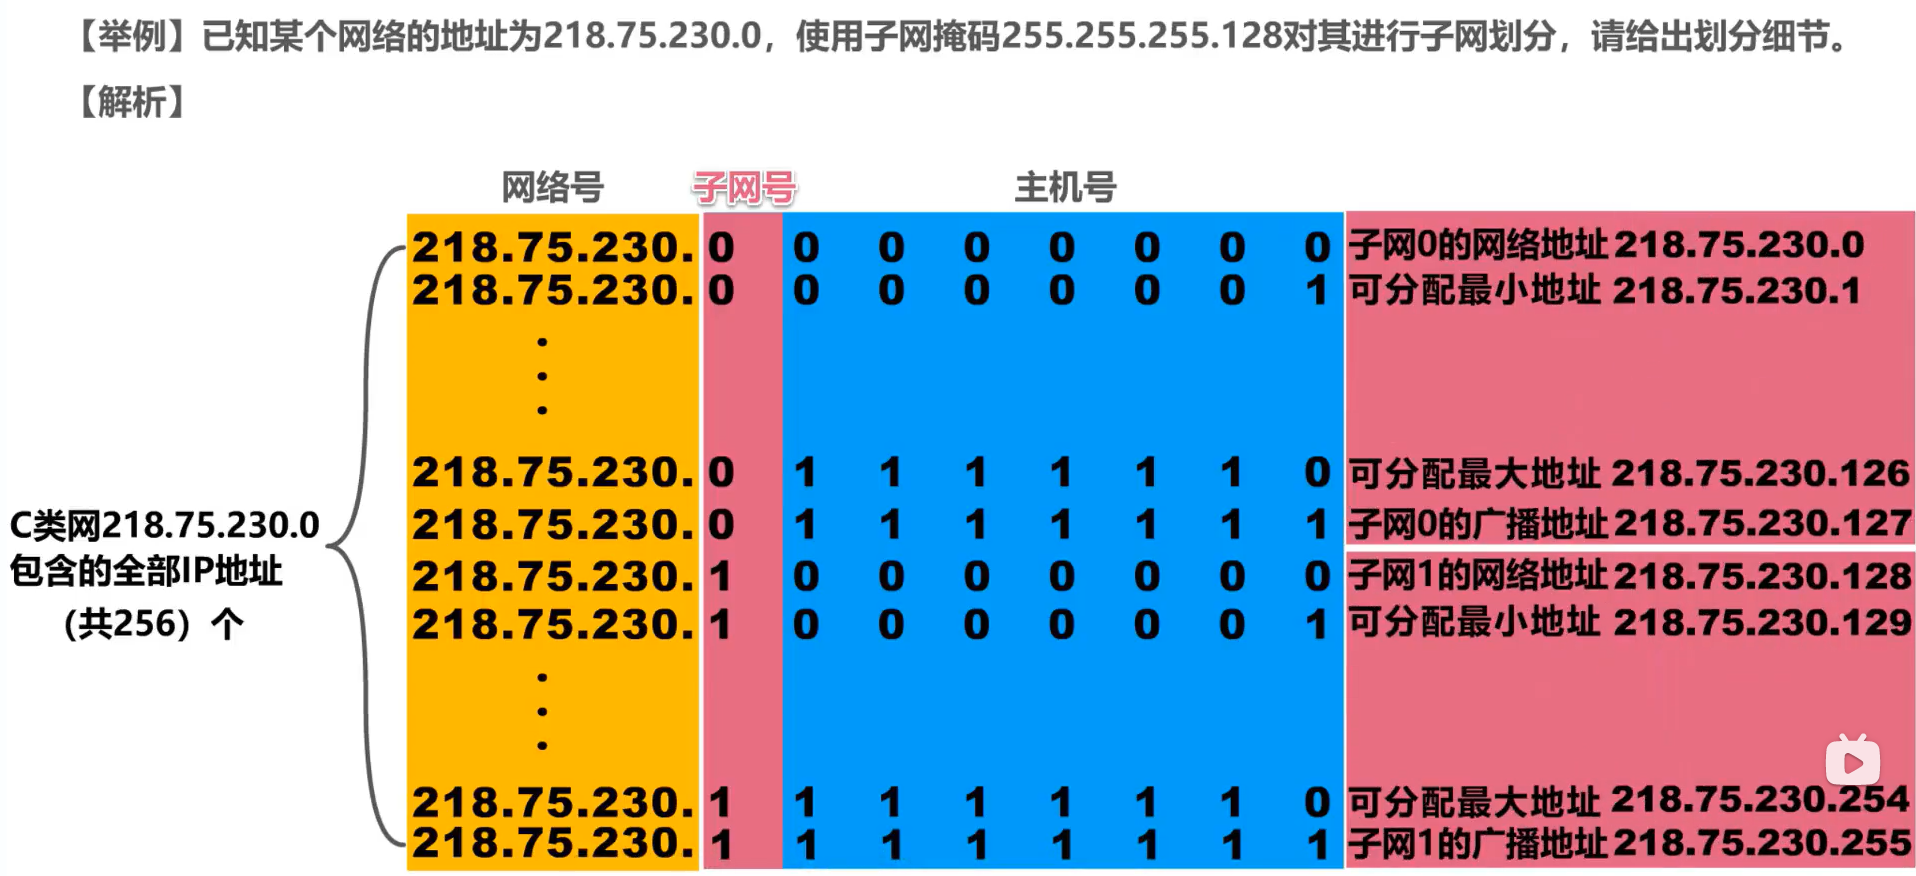 【举例】已知某个网络的地址为218.75.230.0，使用子网掩码255.255.255.128对其进行子网划分，请给出划分细节。
【解析】
网络号 子网号 主机号
218.75.230. 0 0 0 0 0 0 0 0 子网0的网络地址 218.75.230.0
218.75.230. 0 0 0 0 0 0 0 1 可分配最小地址 218.75.230.1
218.75.230. 0 1 1 1 1 1 1 0 可分配最大地址 218.75.230.126
218.75.230. 0 1 1 1 1 1 1 1 子网0的广播地址 218.75.230.127
C类网218.75.230.0
包含的全部IP地址
（共256）个
218.75.230. 1 0 0 0 0 0 0 0 子网1的网络地址 218.75.230.128
218.75.230. 1 0 0 0 0 0 0 1 可分配最小地址 218.75.230.129
218.75.230. 1 1 1 1 1 1 1 0 可分配最大地址 218.75.230.254
218.75.230. 1 1 1 1 1 1 1 1 子网1的广播地址 218.75.230.255